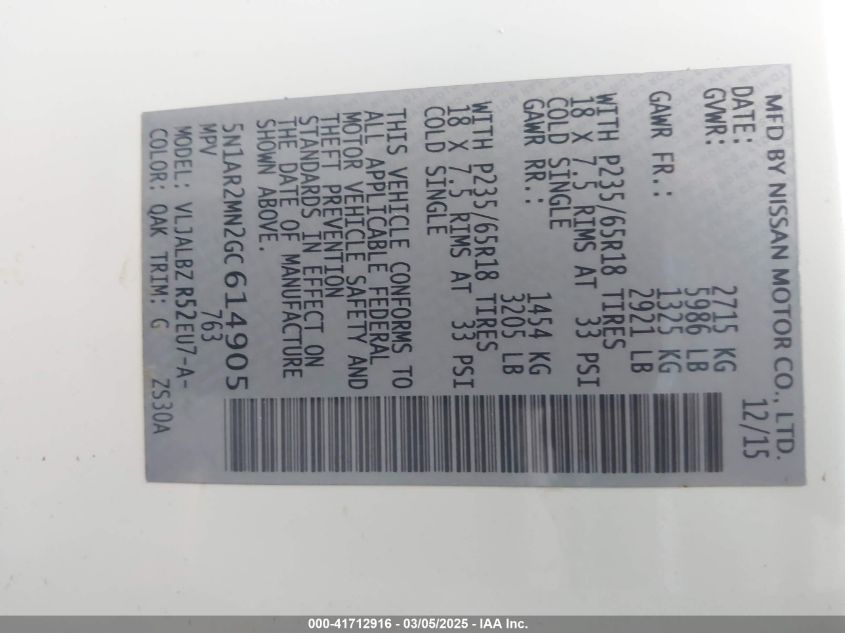 MFD BY NISSAN MOTOR CO., LTD.
DATE: 12/15
GVWR: 2715 KG
5986 LB
GAWR FR.: 1325 KG
2921 LB
WITH P235/65R18 TIRES
18 X 7.5 RIMS AT 33 PSI
COLD SINGLE
GAWR RR.: 1454 KG
3205 LB
WITH P235/65R18 TIRES
18 X 7.5 RIMS AT 33 PSI
COLD SINGLE
THIS VEHICLE CONFORMS TO
ALL APPLICABLE FEDERAL
MOTOR VEHICLE SAFETY AND
THEFT PREVENTION
STANDARDS IN EFFECT ON
THE DATE OF MANUFACTURE
SHOWN ABOVE.
5N1AR2MN2GC614905
MPV 763
MODEL: VLJALBZ R52EU7-A-
COLOR: QAK TRIM: G ZS30A
000-41712916 - 03/05/2025 - IAA Inc.